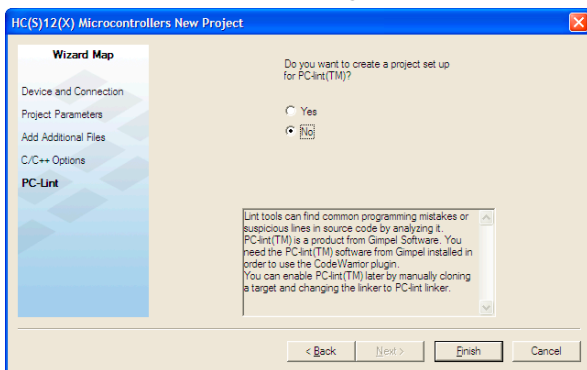 HC(S)12(X) Microcontrollers New Project
Wizard Map
Device and Connection
Project Parameters
Add Additional Files
C/C++ Options
PC-Lint
Do you want to create a project set up
for PC-lint(TM)?
Yes
No
Lint tools can find common programming mistakes or
suspicious lines in source code by analyzing it.
PC-lint(TM) is a product from Gimpel Software. You
need the PC-lint(TM) software from Gimpel installed in
order to use the CodeWarrior plugin.
You can enable PC-lint(TM) later by manually cloning
a target and changing the linker to PC-lint linker.
< Back
Next >
Finish
Cancel